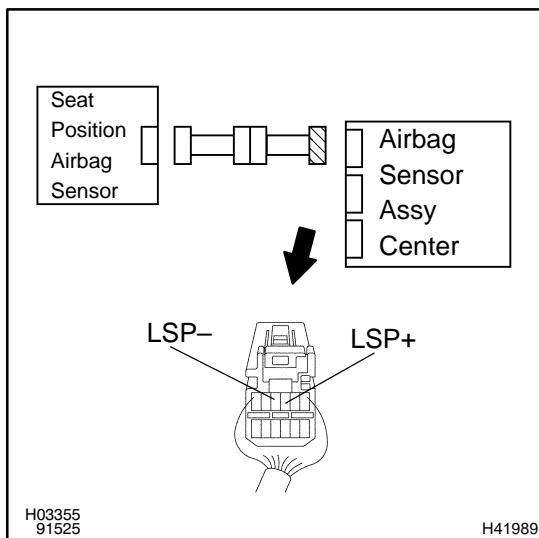 Seat
Position
Airbag
Sensor
Airbag
Sensor
Assy
Center
LSP–
LSP+
H03355
91525
H41989